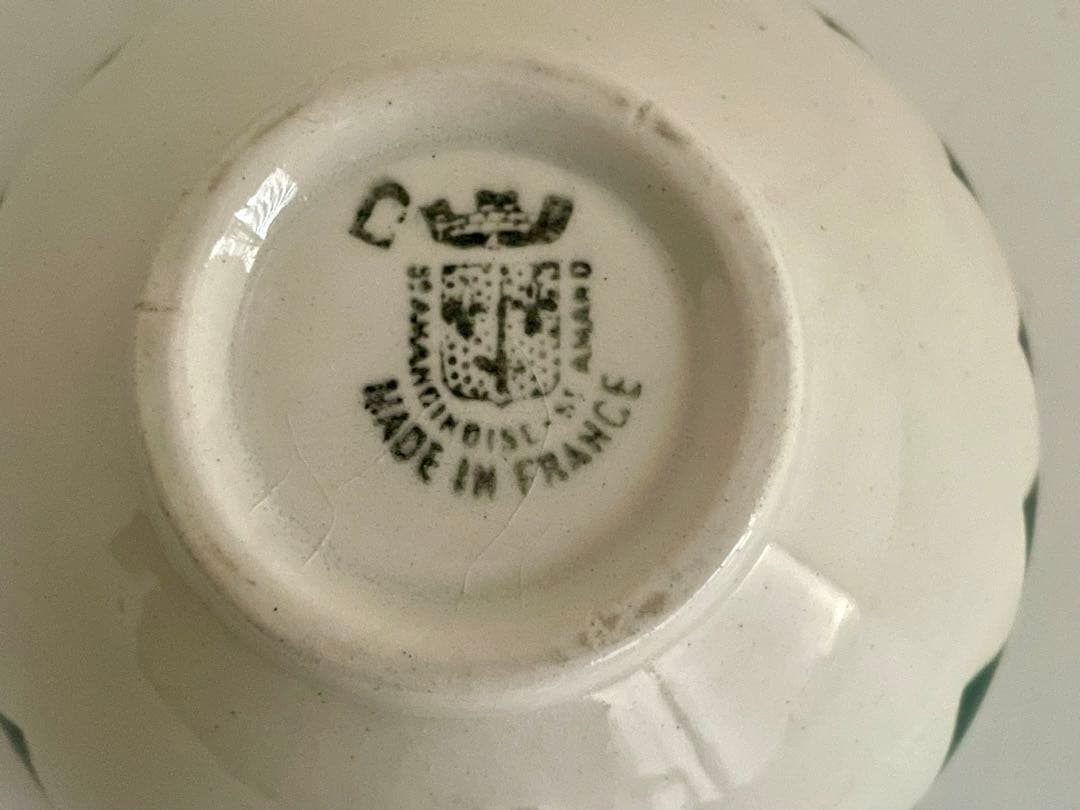 D
Sᵗ AMANDINOISE - Sᵗ AMAND
MADE IN FRANCE